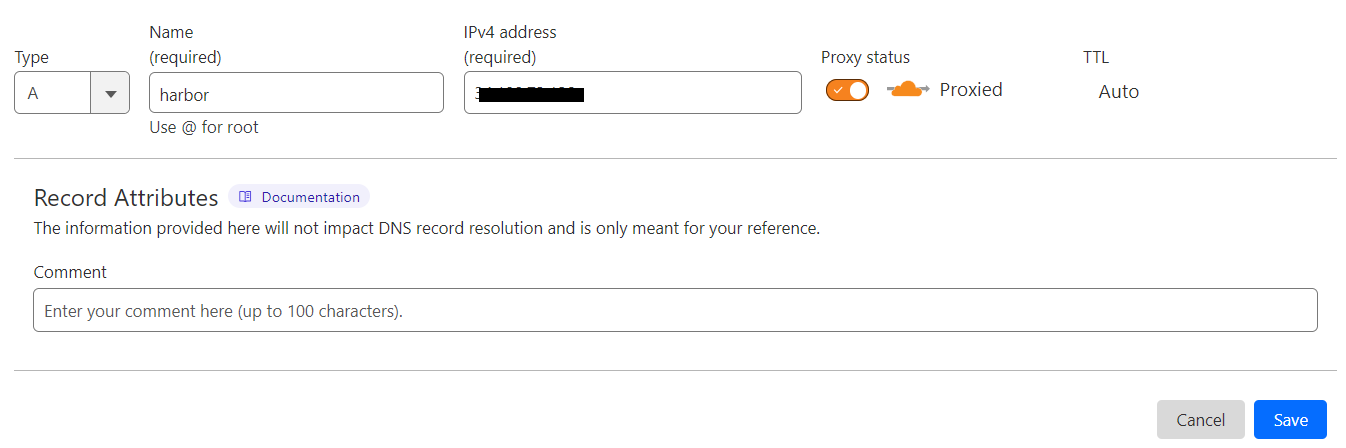 Type
Name
(required)
IPv4 address
(required)
Proxy status
TTL
A
harbor
Proxied
Auto
Use @ for root
Record Attributes
Documentation
The information provided here will not impact DNS record resolution and is only meant for your reference.
Comment
Enter your comment here (up to 100 characters).
Cancel
Save